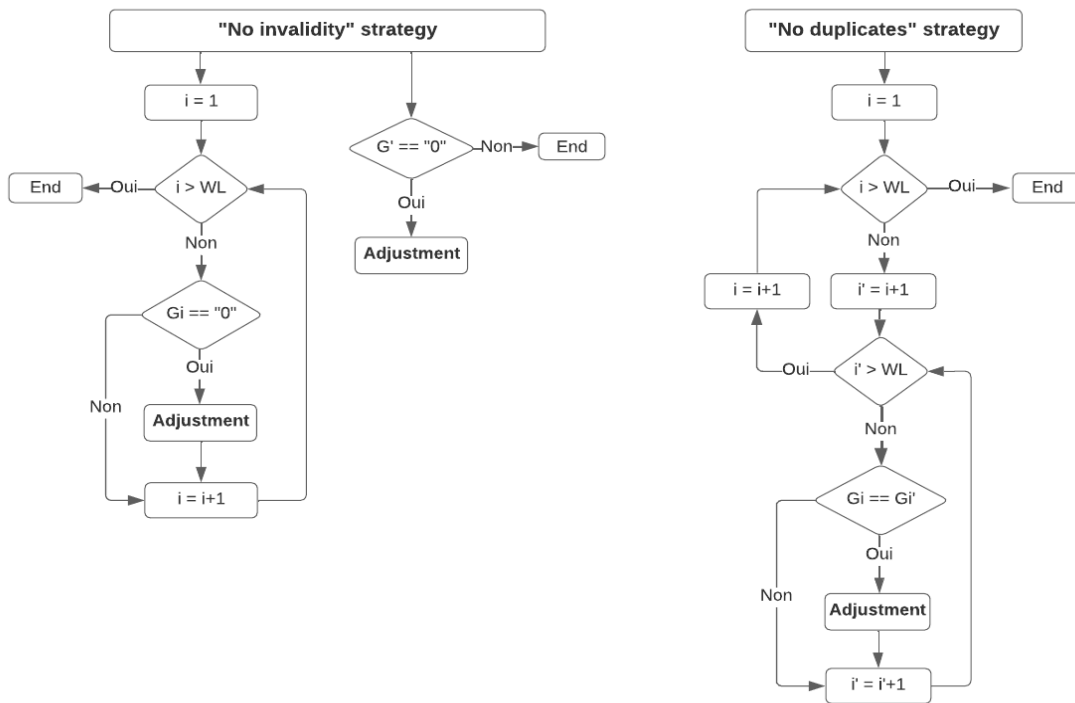 "No invalidity" strategy
i = 1
i > WL
Oui
End
Non
Gi == "0"
Oui
Non
Adjustment
i = i+1
G' == "0"
Non
End
Oui
Adjustment
"No duplicates" strategy
i = 1
i > WL
Oui
End
Non
i = i+1
i' = i+1
i' > WL
Oui
Non
Gi == Gi'
Oui
Non
Adjustment
i' = i'+1